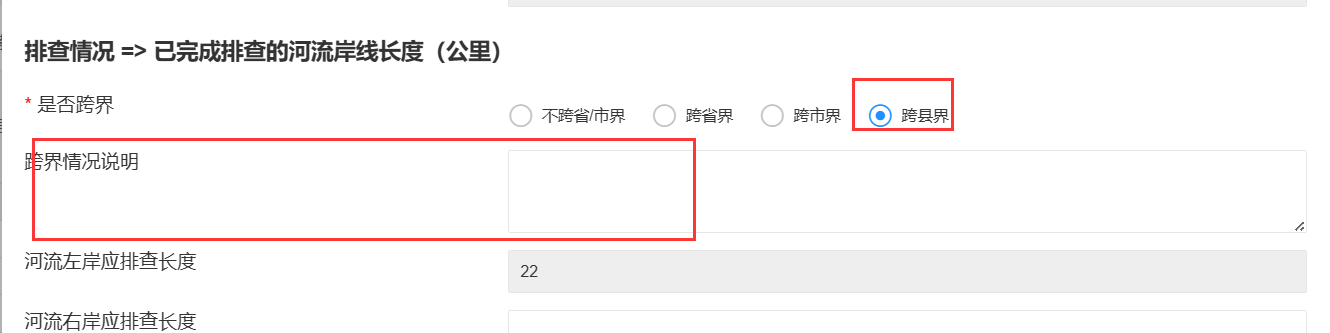 排查情况 => 已完成排查的河流岸线长度（公里）
* 是否跨界
不跨省/市界 跨省界 跨市界 跨县界
跨界情况说明
河流左岸应排查长度 22
河流右岸应排查长度